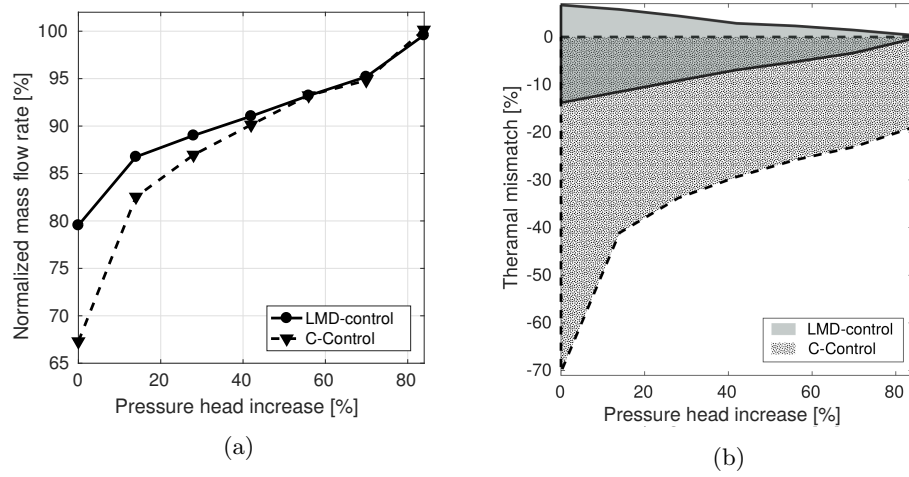 Normalized mass flow rate [%]
100
95
90
85
80
75
70
65
0 20 40 60 80
Pressure head increase [%]
LMD-control
C-Control
(a)
Theramal mismatch [%]
0
-10
-20
-30
-40
-50
-60
-70
0 20 40 60 80
Pressure head increase [%]
LMD-control
C-Control
(b)